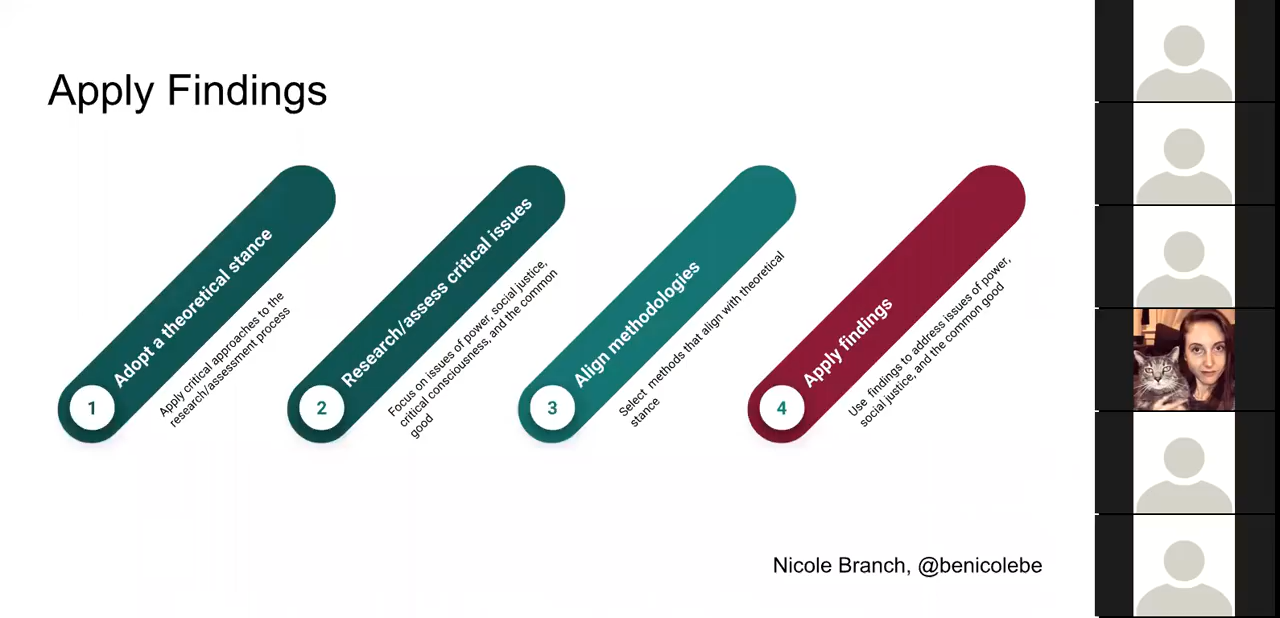 Apply Findings
1
Adopt a theoretical stance
Apply critical approaches to the
research/assessment process
2
Research/assess critical issues
Focus on issues of power, social justice,
critical consciousness, and the common
good
3
Align methodologies
Select methods that align with theoretical
stance
4
Apply findings
Use findings to address issues of power,
social justice, and the common good
Nicole Branch, @benicolebe